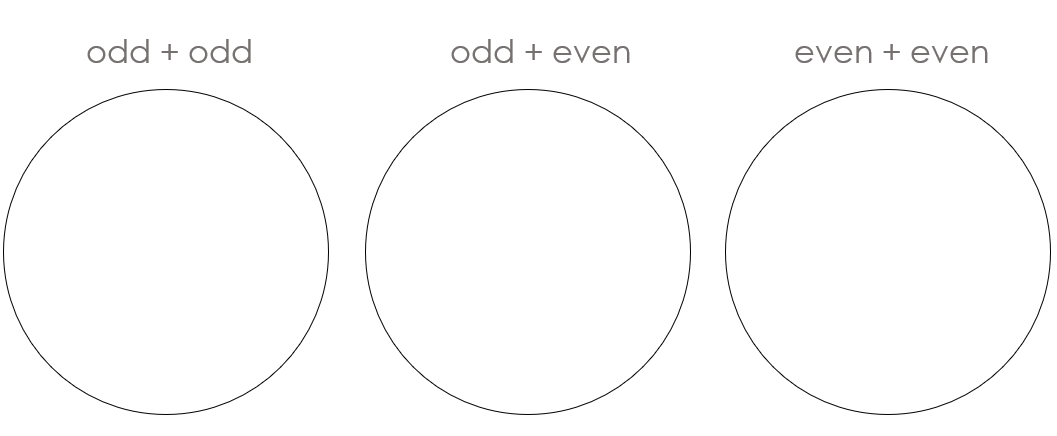 odd + odd
odd + even
even + even